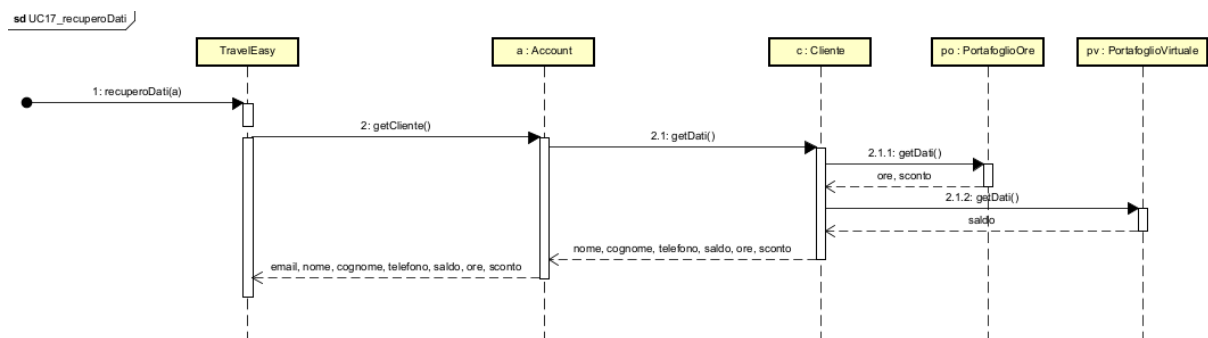 sd UC17_recuperoDati
TravelEasy
a : Account
c : Cliente
po : PortafoglioOre
pv : PortafoglioVirtuale
1: recuperoDati(a)
2: getCliente()
2.1: getDati()
2.1.1: getDati()
ore, sconto
2.1.2: getDati()
saldo
nome, cognome, telefono, saldo, ore, sconto
email, nome, cognome, telefono, saldo, ore, sconto